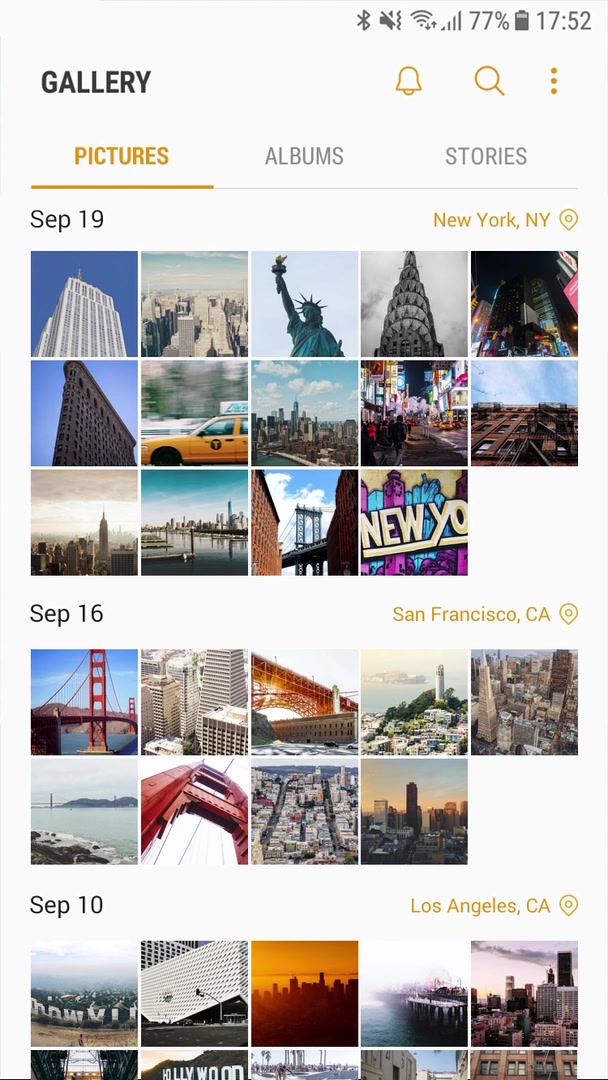 77% 17:52
GALLERY
PICTURES ALBUMS STORIES
Sep 19 New York, NY
NEW YO
Sep 16 San Francisco, CA
Sep 10 Los Angeles, CA
HOLLYWOOD